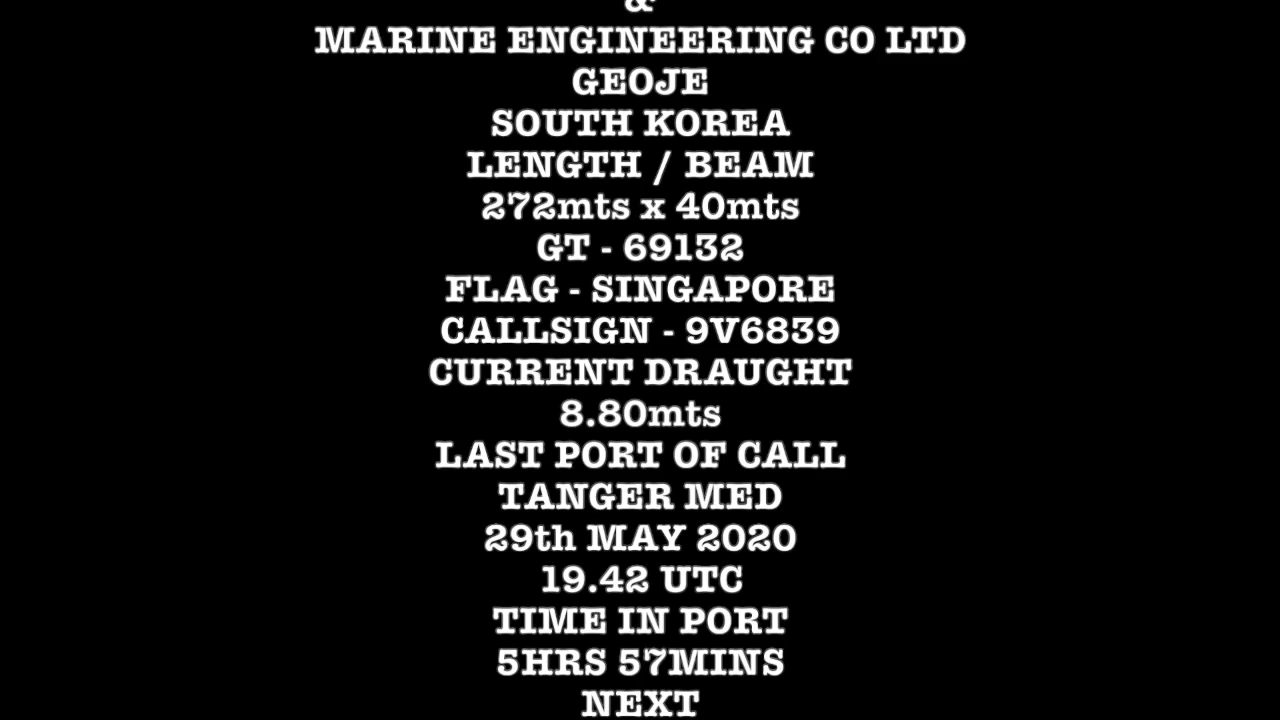 &
MARINE ENGINEERING CO LTD
GEOJE
SOUTH KOREA
LENGTH / BEAM
272mts x 40mts
GT - 69132
FLAG - SINGAPORE
CALLSIGN - 9V6839
CURRENT DRAUGHT
8.80mts
LAST PORT OF CALL
TANGER MED
29th MAY 2020
19.42 UTC
TIME IN PORT
5HRS 57MINS
NEXT